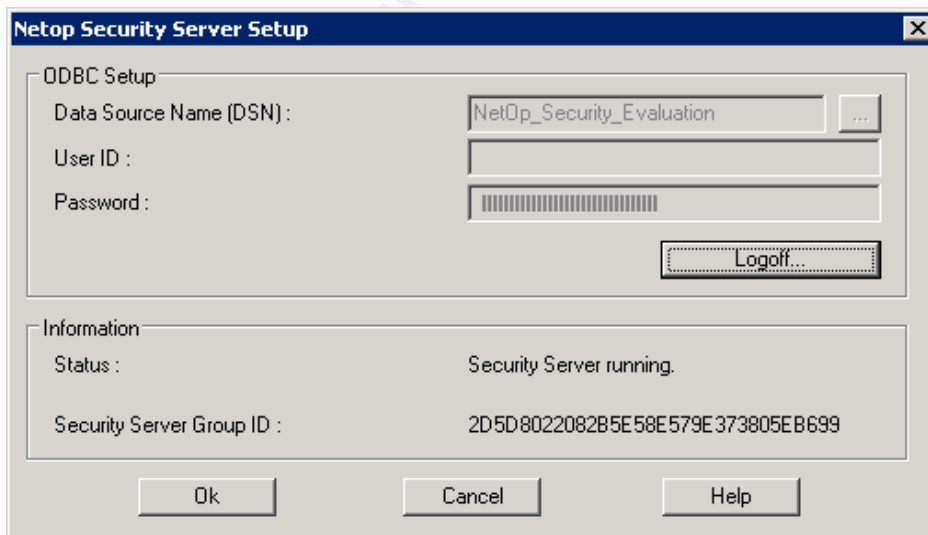 Netop Security Server Setup
ODBC Setup
Data Source Name (DSN) : NetOp_Security_Evaluation ...
User ID :
Password : ||||||||||||||||||||||||||||||||
Logoff...
Information
Status : Security Server running.
Security Server Group ID : 2D5D8022082B5E58E579E373805EB699
Ok Cancel Help